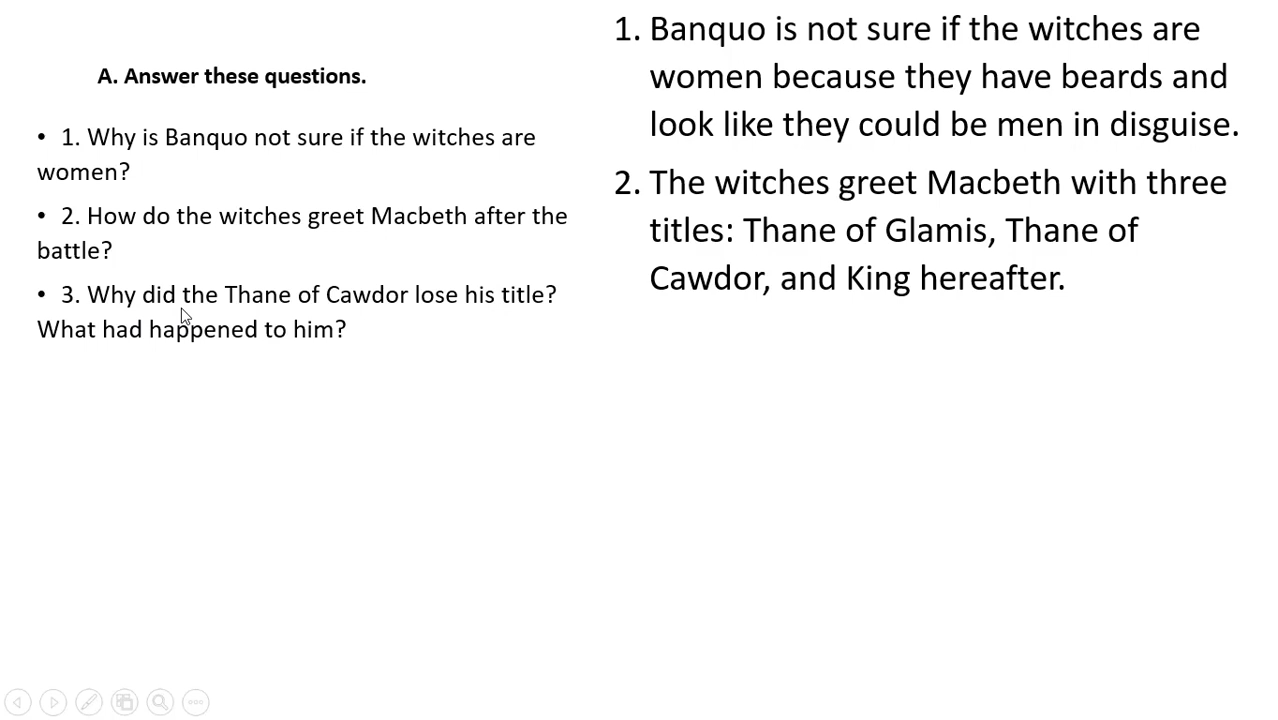 A. Answer these questions.
• 1. Why is Banquo not sure if the witches are
women?
• 2. How do the witches greet Macbeth after the
battle?
• 3. Why did the Thane of Cawdor lose his title?
What had happened to him?
1. Banquo is not sure if the witches are
women because they have beards and
look like they could be men in disguise.
2. The witches greet Macbeth with three
titles: Thane of Glamis, Thane of
Cawdor, and King hereafter.